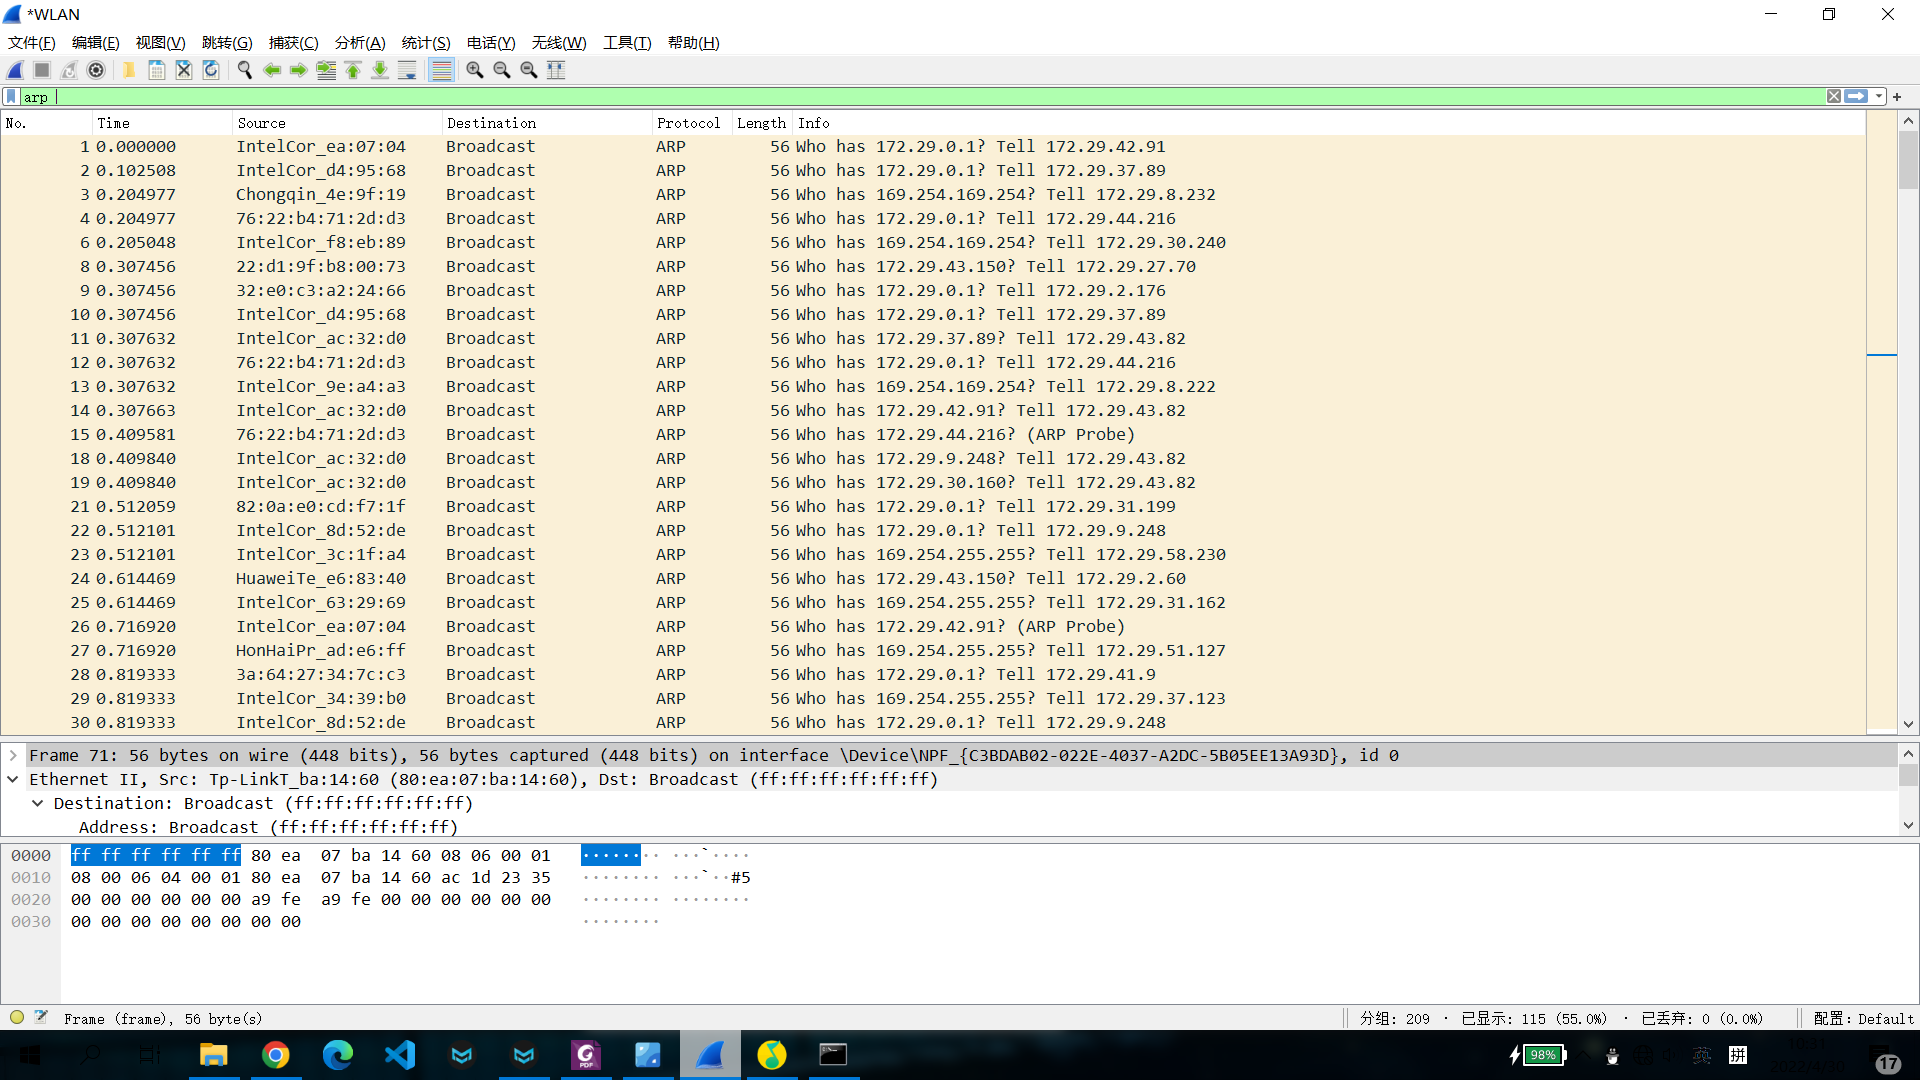 *WLAN
文件(F) 编辑(E) 视图(V) 跳转(G) 捕获(C) 分析(A) 统计(S) 电话(Y) 无线(W) 工具(T) 帮助(H)
arp
No. Time Source Destination Protocol Length Info
1 0.000000 IntelCor_ea:07:04 Broadcast ARP 56 Who has 172.29.0.1? Tell 172.29.42.91
2 0.102508 IntelCor_d4:95:68 Broadcast ARP 56 Who has 172.29.0.1? Tell 172.29.37.89
3 0.204977 Chongqin_4e:9f:19 Broadcast ARP 56 Who has 169.254.169.254? Tell 172.29.8.232
4 0.204977 76:22:b4:71:2d:d3 Broadcast ARP 56 Who has 172.29.0.1? Tell 172.29.44.216
6 0.205048 IntelCor_f8:eb:89 Broadcast ARP 56 Who has 169.254.169.254? Tell 172.29.30.240
8 0.307456 22:d1:9f:b8:00:73 Broadcast ARP 56 Who has 172.29.43.150? Tell 172.29.27.70
9 0.307456 32:e0:c3:a2:24:66 Broadcast ARP 56 Who has 172.29.0.1? Tell 172.29.2.176
10 0.307456 IntelCor_d4:95:68 Broadcast ARP 56 Who has 172.29.0.1? Tell 172.29.37.89
11 0.307632 IntelCor_ac:32:d0 Broadcast ARP 56 Who has 172.29.37.89? Tell 172.29.43.82
12 0.307632 76:22:b4:71:2d:d3 Broadcast ARP 56 Who has 172.29.0.1? Tell 172.29.44.216
13 0.307632 IntelCor_9e:a4:a3 Broadcast ARP 56 Who has 169.254.169.254? Tell 172.29.8.222
14 0.307663 IntelCor_ac:32:d0 Broadcast ARP 56 Who has 172.29.42.91? Tell 172.29.43.82
15 0.409581 76:22:b4:71:2d:d3 Broadcast ARP 56 Who has 172.29.44.216? (ARP Probe)
18 0.409840 IntelCor_ac:32:d0 Broadcast ARP 56 Who has 172.29.9.248? Tell 172.29.43.82
19 0.409840 IntelCor_ac:32:d0 Broadcast ARP 56 Who has 172.29.30.160? Tell 172.29.43.82
21 0.512059 82:0a:e0:cd:f7:1f Broadcast ARP 56 Who has 172.29.0.1? Tell 172.29.31.199
22 0.512101 IntelCor_8d:52:de Broadcast ARP 56 Who has 172.29.0.1? Tell 172.29.9.248
23 0.512101 IntelCor_3c:1f:a4 Broadcast ARP 56 Who has 169.254.255.255? Tell 172.29.58.230
24 0.614469 HuaweiTe_e6:83:40 Broadcast ARP 56 Who has 172.29.43.150? Tell 172.29.2.60
25 0.614469 IntelCor_63:29:69 Broadcast ARP 56 Who has 169.254.255.255? Tell 172.29.31.162
26 0.716920 IntelCor_ea:07:04 Broadcast ARP 56 Who has 172.29.42.91? (ARP Probe)
27 0.716920 HonHaiPr_ad:e6:ff Broadcast ARP 56 Who has 169.254.255.255? Tell 172.29.51.127
28 0.819333 3a:64:27:34:7c:c3 Broadcast ARP 56 Who has 172.29.0.1? Tell 172.29.41.9
29 0.819333 IntelCor_34:39:b0 Broadcast ARP 56 Who has 169.254.255.255? Tell 172.29.37.123
30 0.819333 IntelCor_8d:52:de Broadcast ARP 56 Who has 172.29.0.1? Tell 172.29.9.248
Frame 71: 56 bytes on wire (448 bits), 56 bytes captured (448 bits) on interface \Device\NPF_{C3BDAB02-022E-4037-A2DC-5B05EE13A93D}, id 0
Ethernet II, Src: Tp-LinkT_ba:14:60 (80:ea:07:ba:14:60), Dst: Broadcast (ff:ff:ff:ff:ff:ff)
Destination: Broadcast (ff:ff:ff:ff:ff:ff)
Address: Broadcast (ff:ff:ff:ff:ff:ff)
0000 ff ff ff ff ff ff 80 ea 07 ba 14 60 08 06 00 01 ········ ···`····
0010 08 00 06 04 00 01 80 ea 07 ba 14 60 ac 1d 23 35 ········ ···`··#5
0020 00 00 00 00 00 00 a9 fe a9 fe 00 00 00 00 00 00 ········ ········
0030 00 00 00 00 00 00 00 00 ········
Frame (frame), 56 byte(s) 分组: 209 · 已显示: 115 (55.0%) · 已丢弃: 0 (0.0%) 配置: Default
98% 英 拼 17